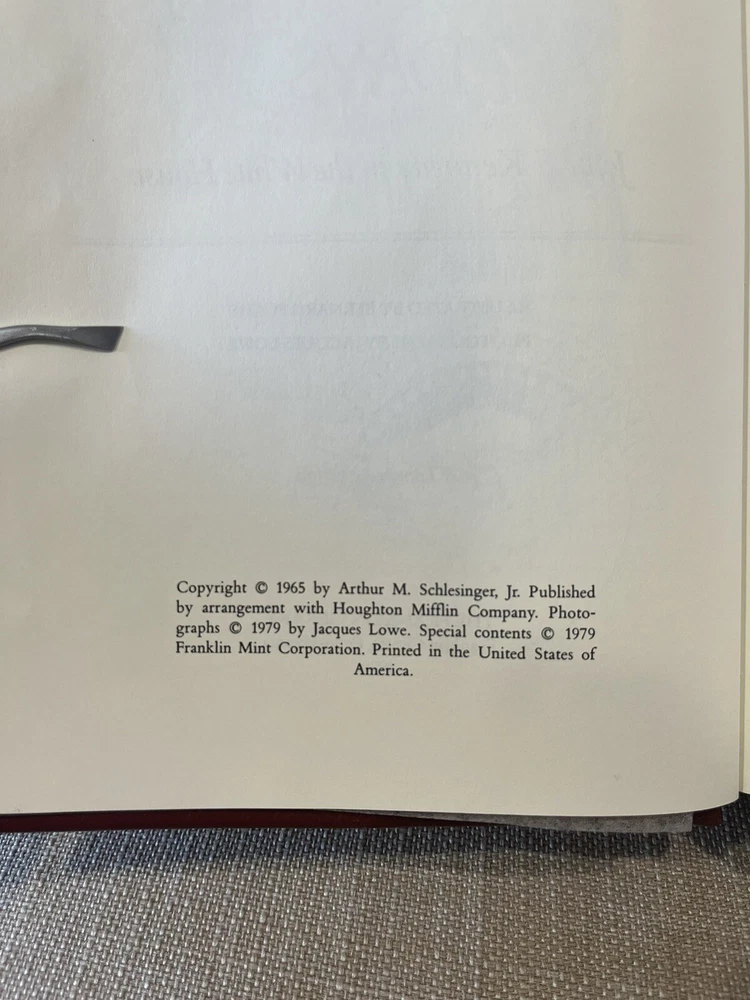 Copyright © 1965 by Arthur M. Schlesinger, Jr. Published
by arrangement with Houghton Mifflin Company. Photo-
graphs © 1979 by Jacques Lowe. Special contents © 1979
Franklin Mint Corporation. Printed in the United States of
America.